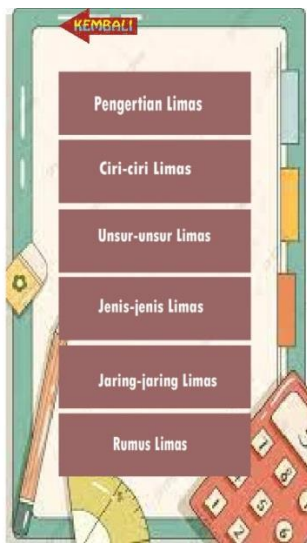 KEMBALI
Pengertian Limas
Ciri-ciri Limas
Unsur-unsur Limas
Jenis-jenis Limas
Jaring-jaring Limas
Rumus Limas